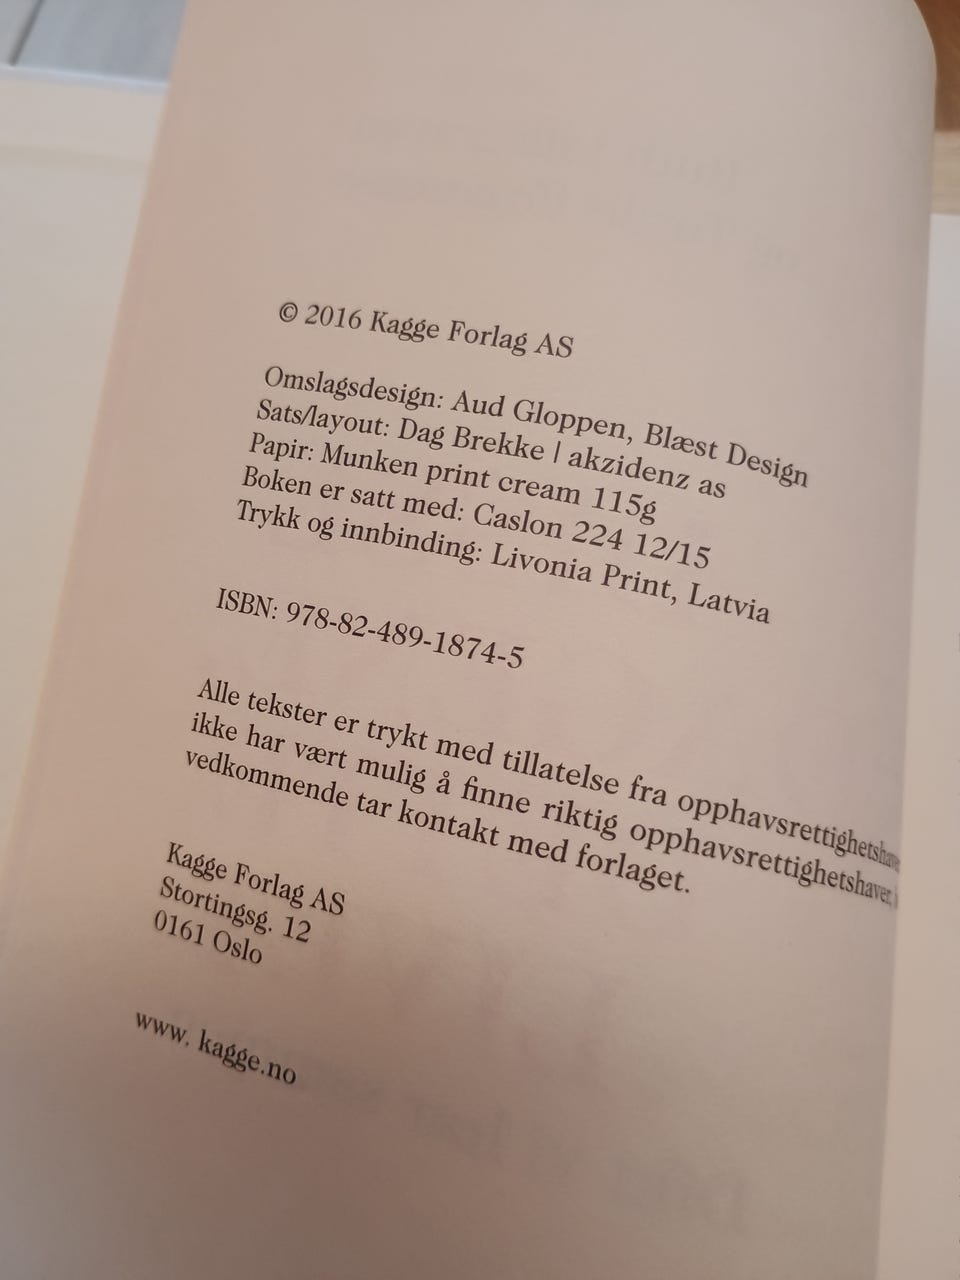 © 2016 Kagge Forlag AS
Omslagsdesign: Aud Gloppen, Blæst Design
Sats/layout: Dag Brekke | akzidenz as
Papir: Munken print cream 115g
Boken er satt med: Caslon 224 12/15
Trykk og innbinding: Livonia Print, Latvia
ISBN: 978-82-489-1874-5
Alle tekster er trykt med tillatelse fra
ikke har vært mulig å finne riktig opphavsrettighetshaver,
vedkommende tar kontakt med forlaget.
Kagge Forlag AS
Stortingsg. 12
0161 Oslo
www. kagge.no